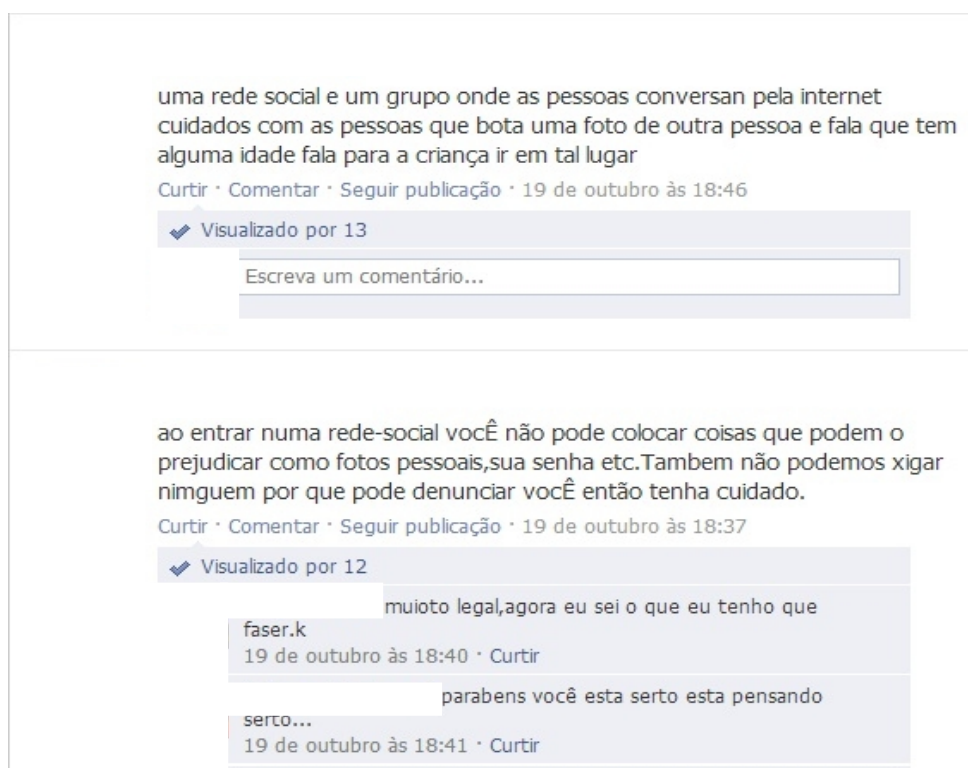 uma rede social e um grupo onde as pessoas conversan pela internet
cuidados com as pessoas que bota uma foto de outra pessoa e fala que tem
alguma idade fala para a criança ir em tal lugar
Curtir · Comentar · Seguir publicação · 19 de outubro às 18:46
Visualizado por 13
Escreva um comentário...
ao entrar numa rede-social vocÊ não pode colocar coisas que podem o
prejudicar como fotos pessoais,sua senha etc.Tambem não podemos xigar
nimguem por que pode denunciar vocÊ então tenha cuidado.
Curtir · Comentar · Seguir publicação · 19 de outubro às 18:37
Visualizado por 12
muioto legal,agora eu sei o que eu tenho que
faser.k
19 de outubro às 18:40 · Curtir
parabens você esta serto esta pensando
serto...
19 de outubro às 18:41 · Curtir